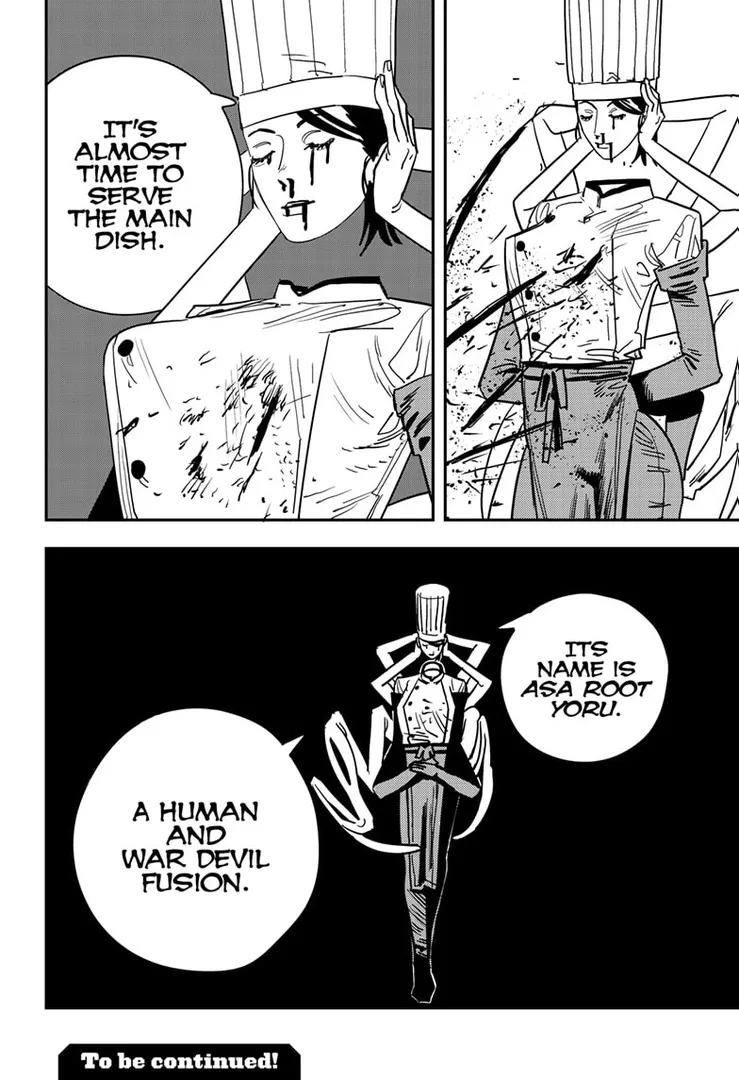 IT'S
ALMOST
TIME TO
SERVE
THE MAIN
DISH.
ITS
NAME IS
ASA ROOT
YORU.
A HUMAN
AND
WAR DEVIL
FUSION.
To be continued!